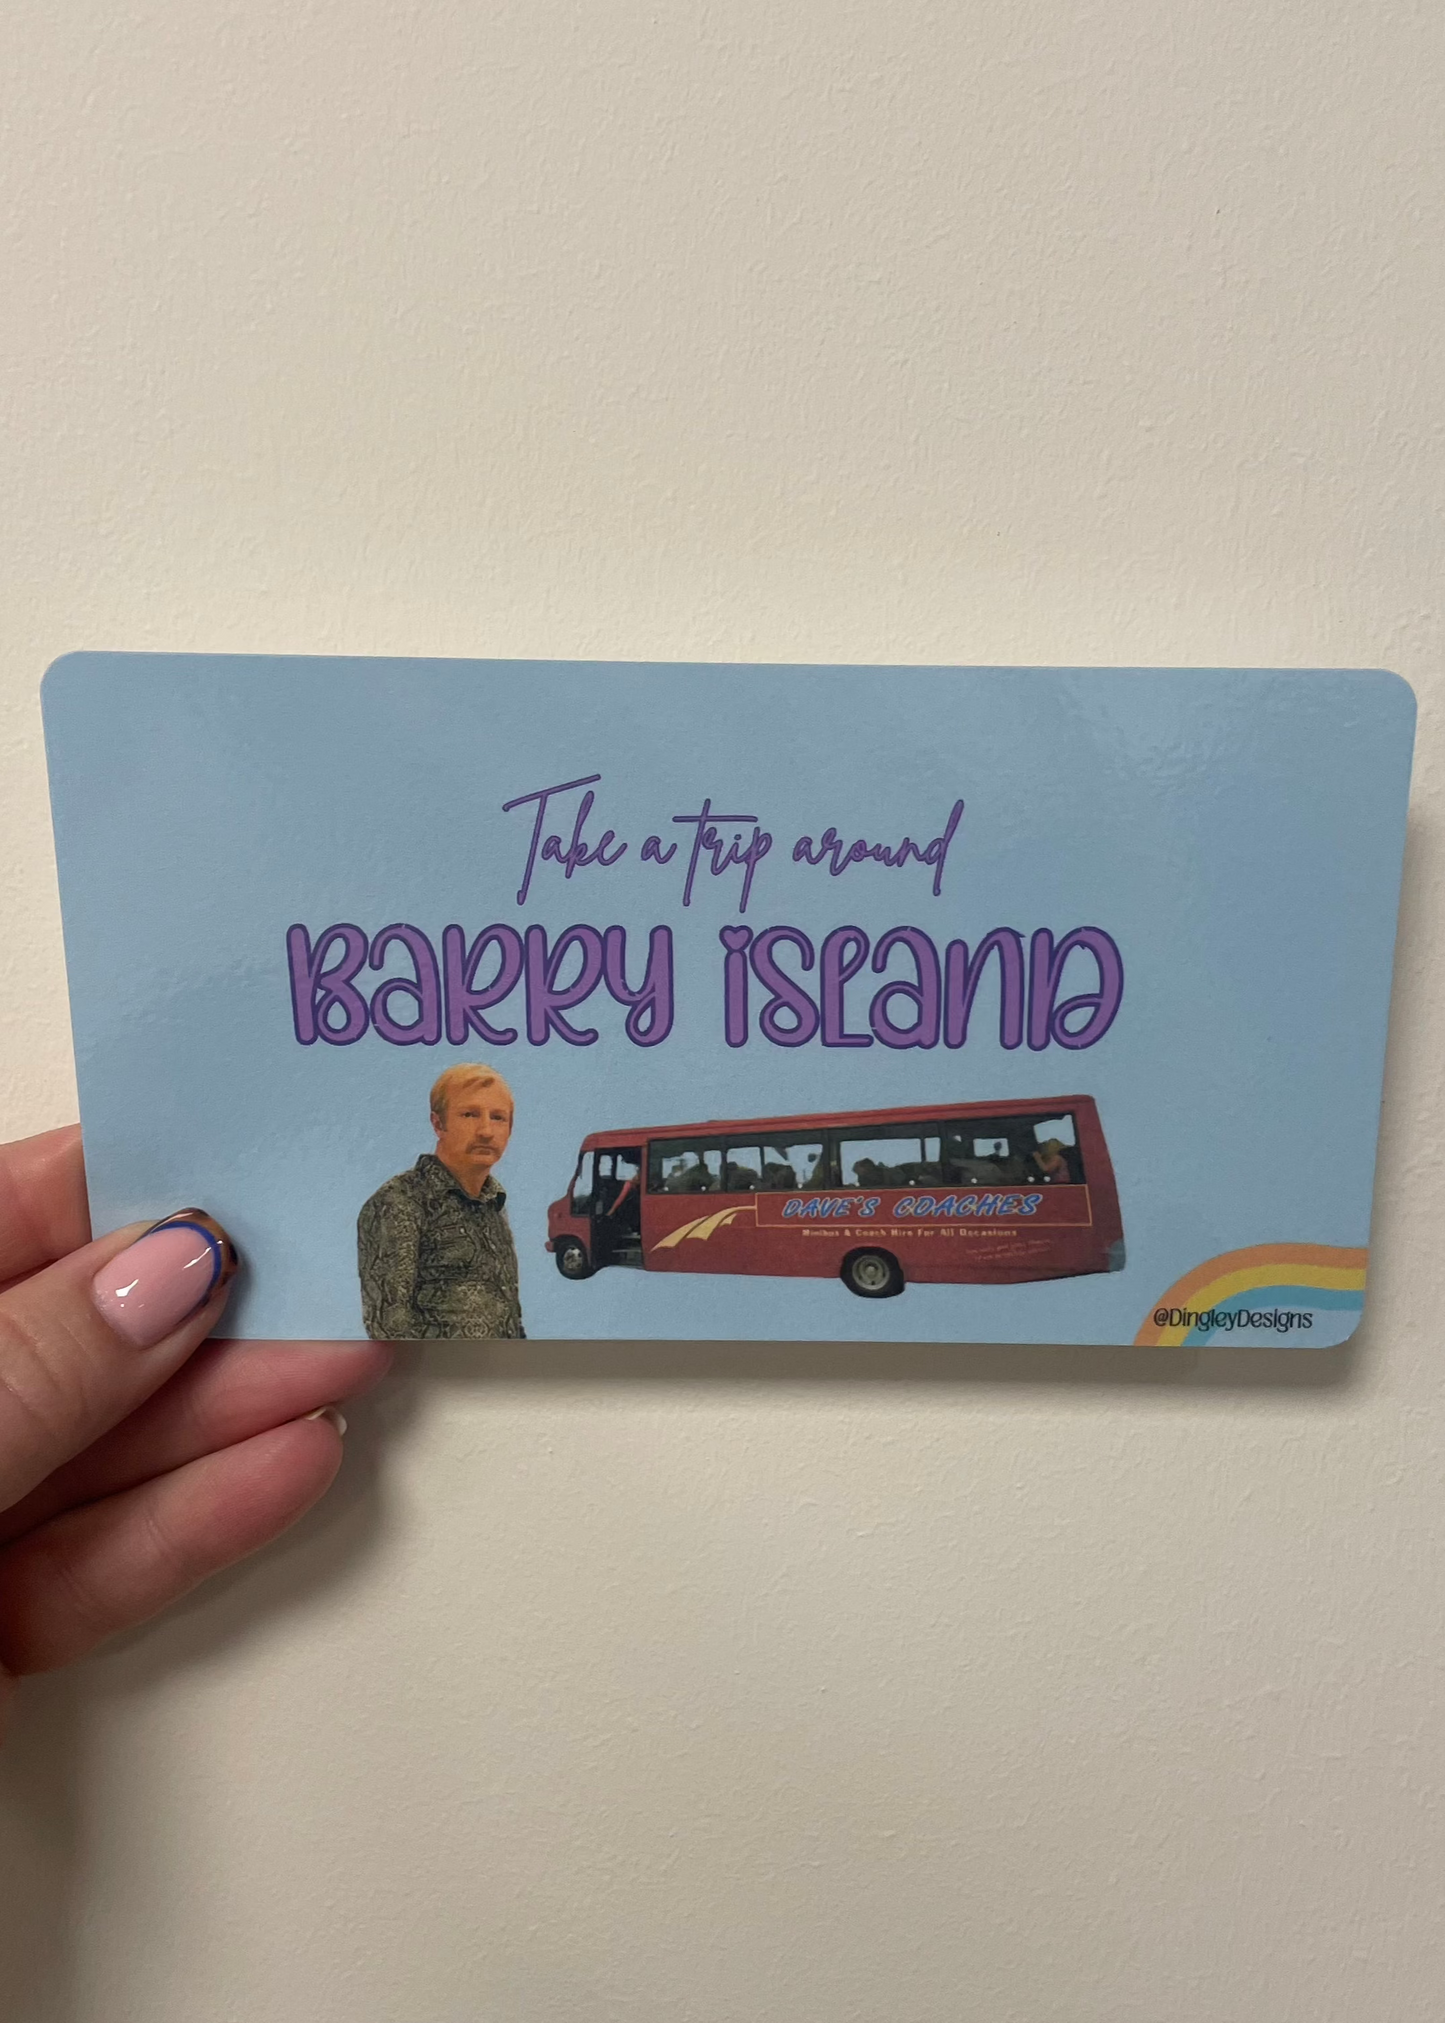 Take a trip around
BARRY ISLAND
DAVE'S COACHES
Minibus & Coach Hire For All Occasions
@DingleyDesigns